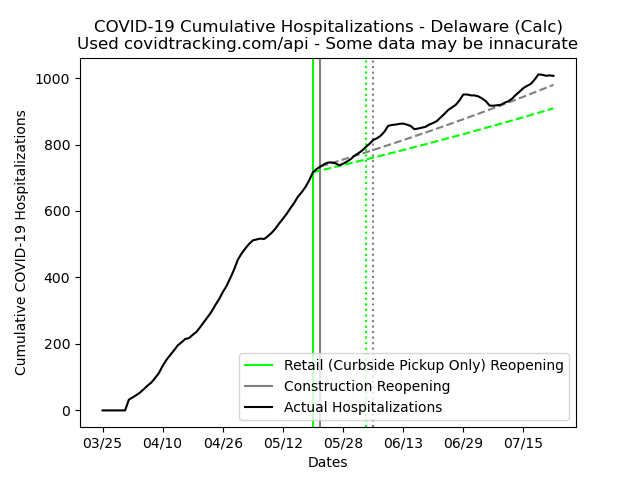 COVID-19 Cumulative Hospitalizations - Delaware (Calc)
Used covidtracking.com/api - Some data may be innacurate
Cumulative COVID-19 Hospitalizations
1000
800
600
400
200
0
Retail (Curbside Pickup Only) Reopening
Construction Reopening
Actual Hospitalizations
03/25 04/10 04/26 05/12 05/28 06/13 06/29 07/15
Dates